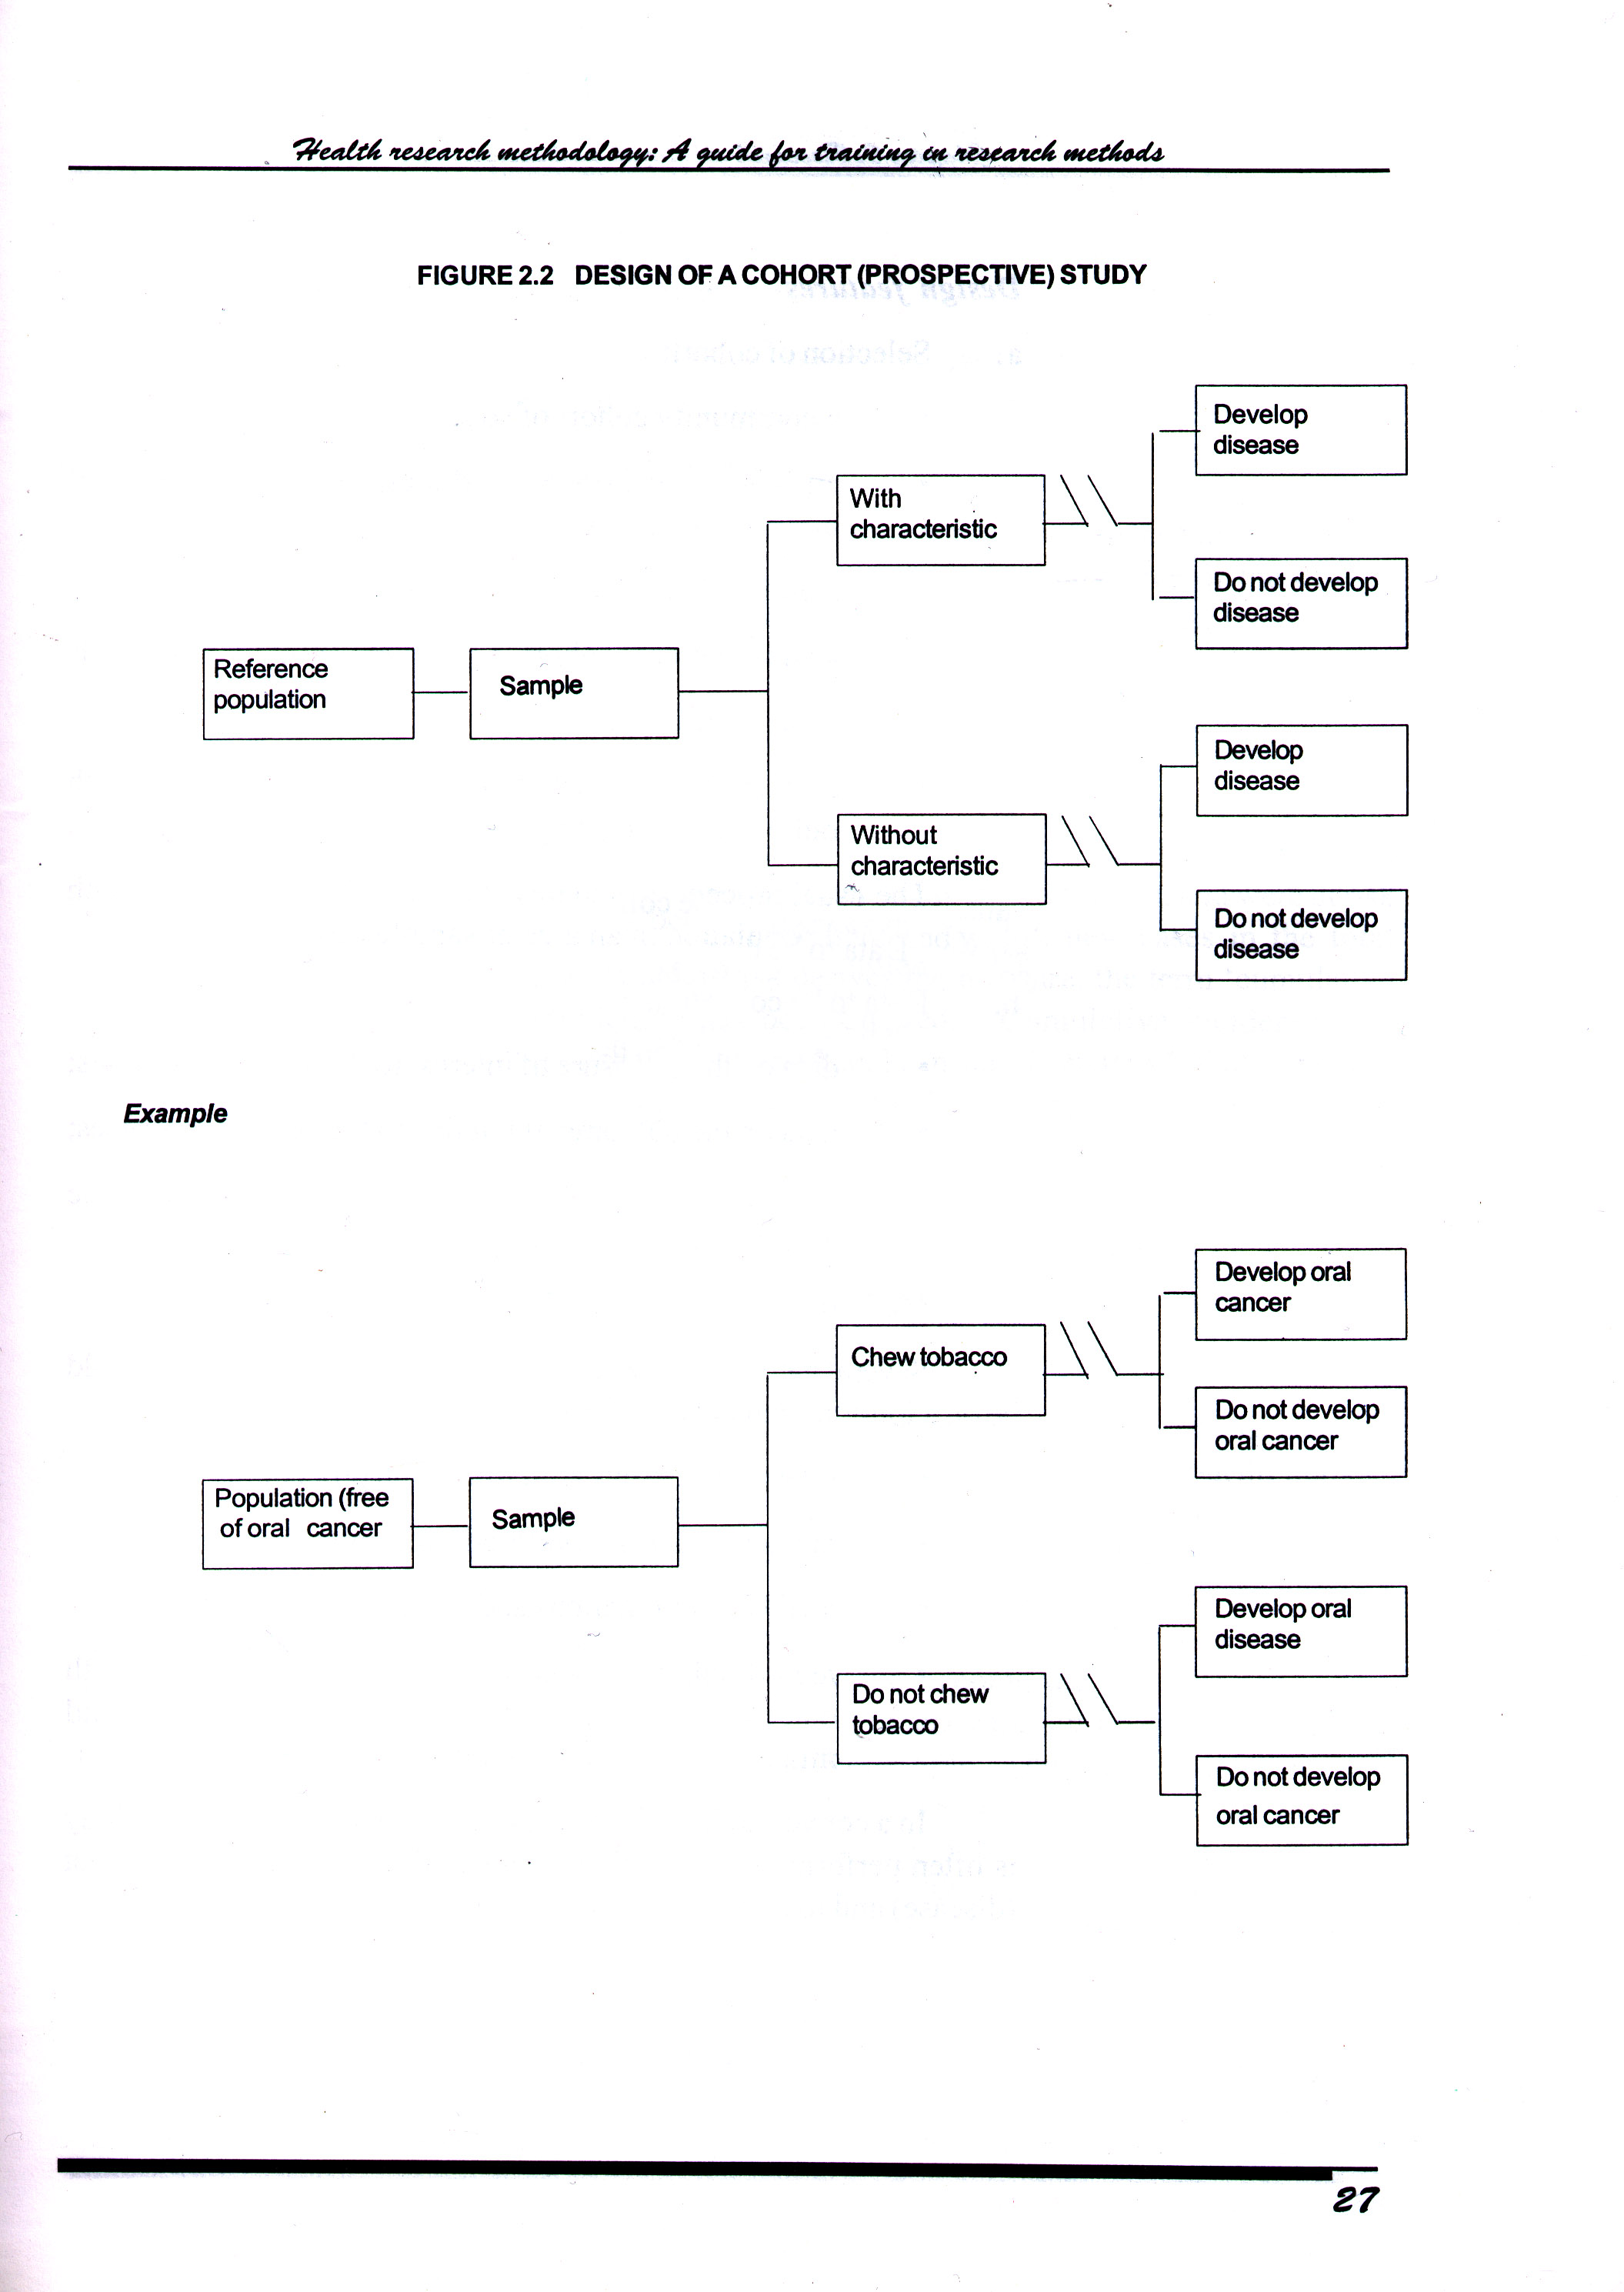 Health research methodology: A guide for training in research methods
FIGURE 2.2 DESIGN OF A COHORT (PROSPECTIVE) STUDY
Develop
disease
With
characteristic
Do not develop
disease
Reference
population
Sample
Develop
disease
Without
characteristic
Do not develop
disease
Example
Develop oral
cancer
Chew tobacco
Do not develop
oral cancer
Population (free
of oral cancer
Sample
Develop oral
disease
Do not chew
tobacco
Do not develop
oral cancer
27